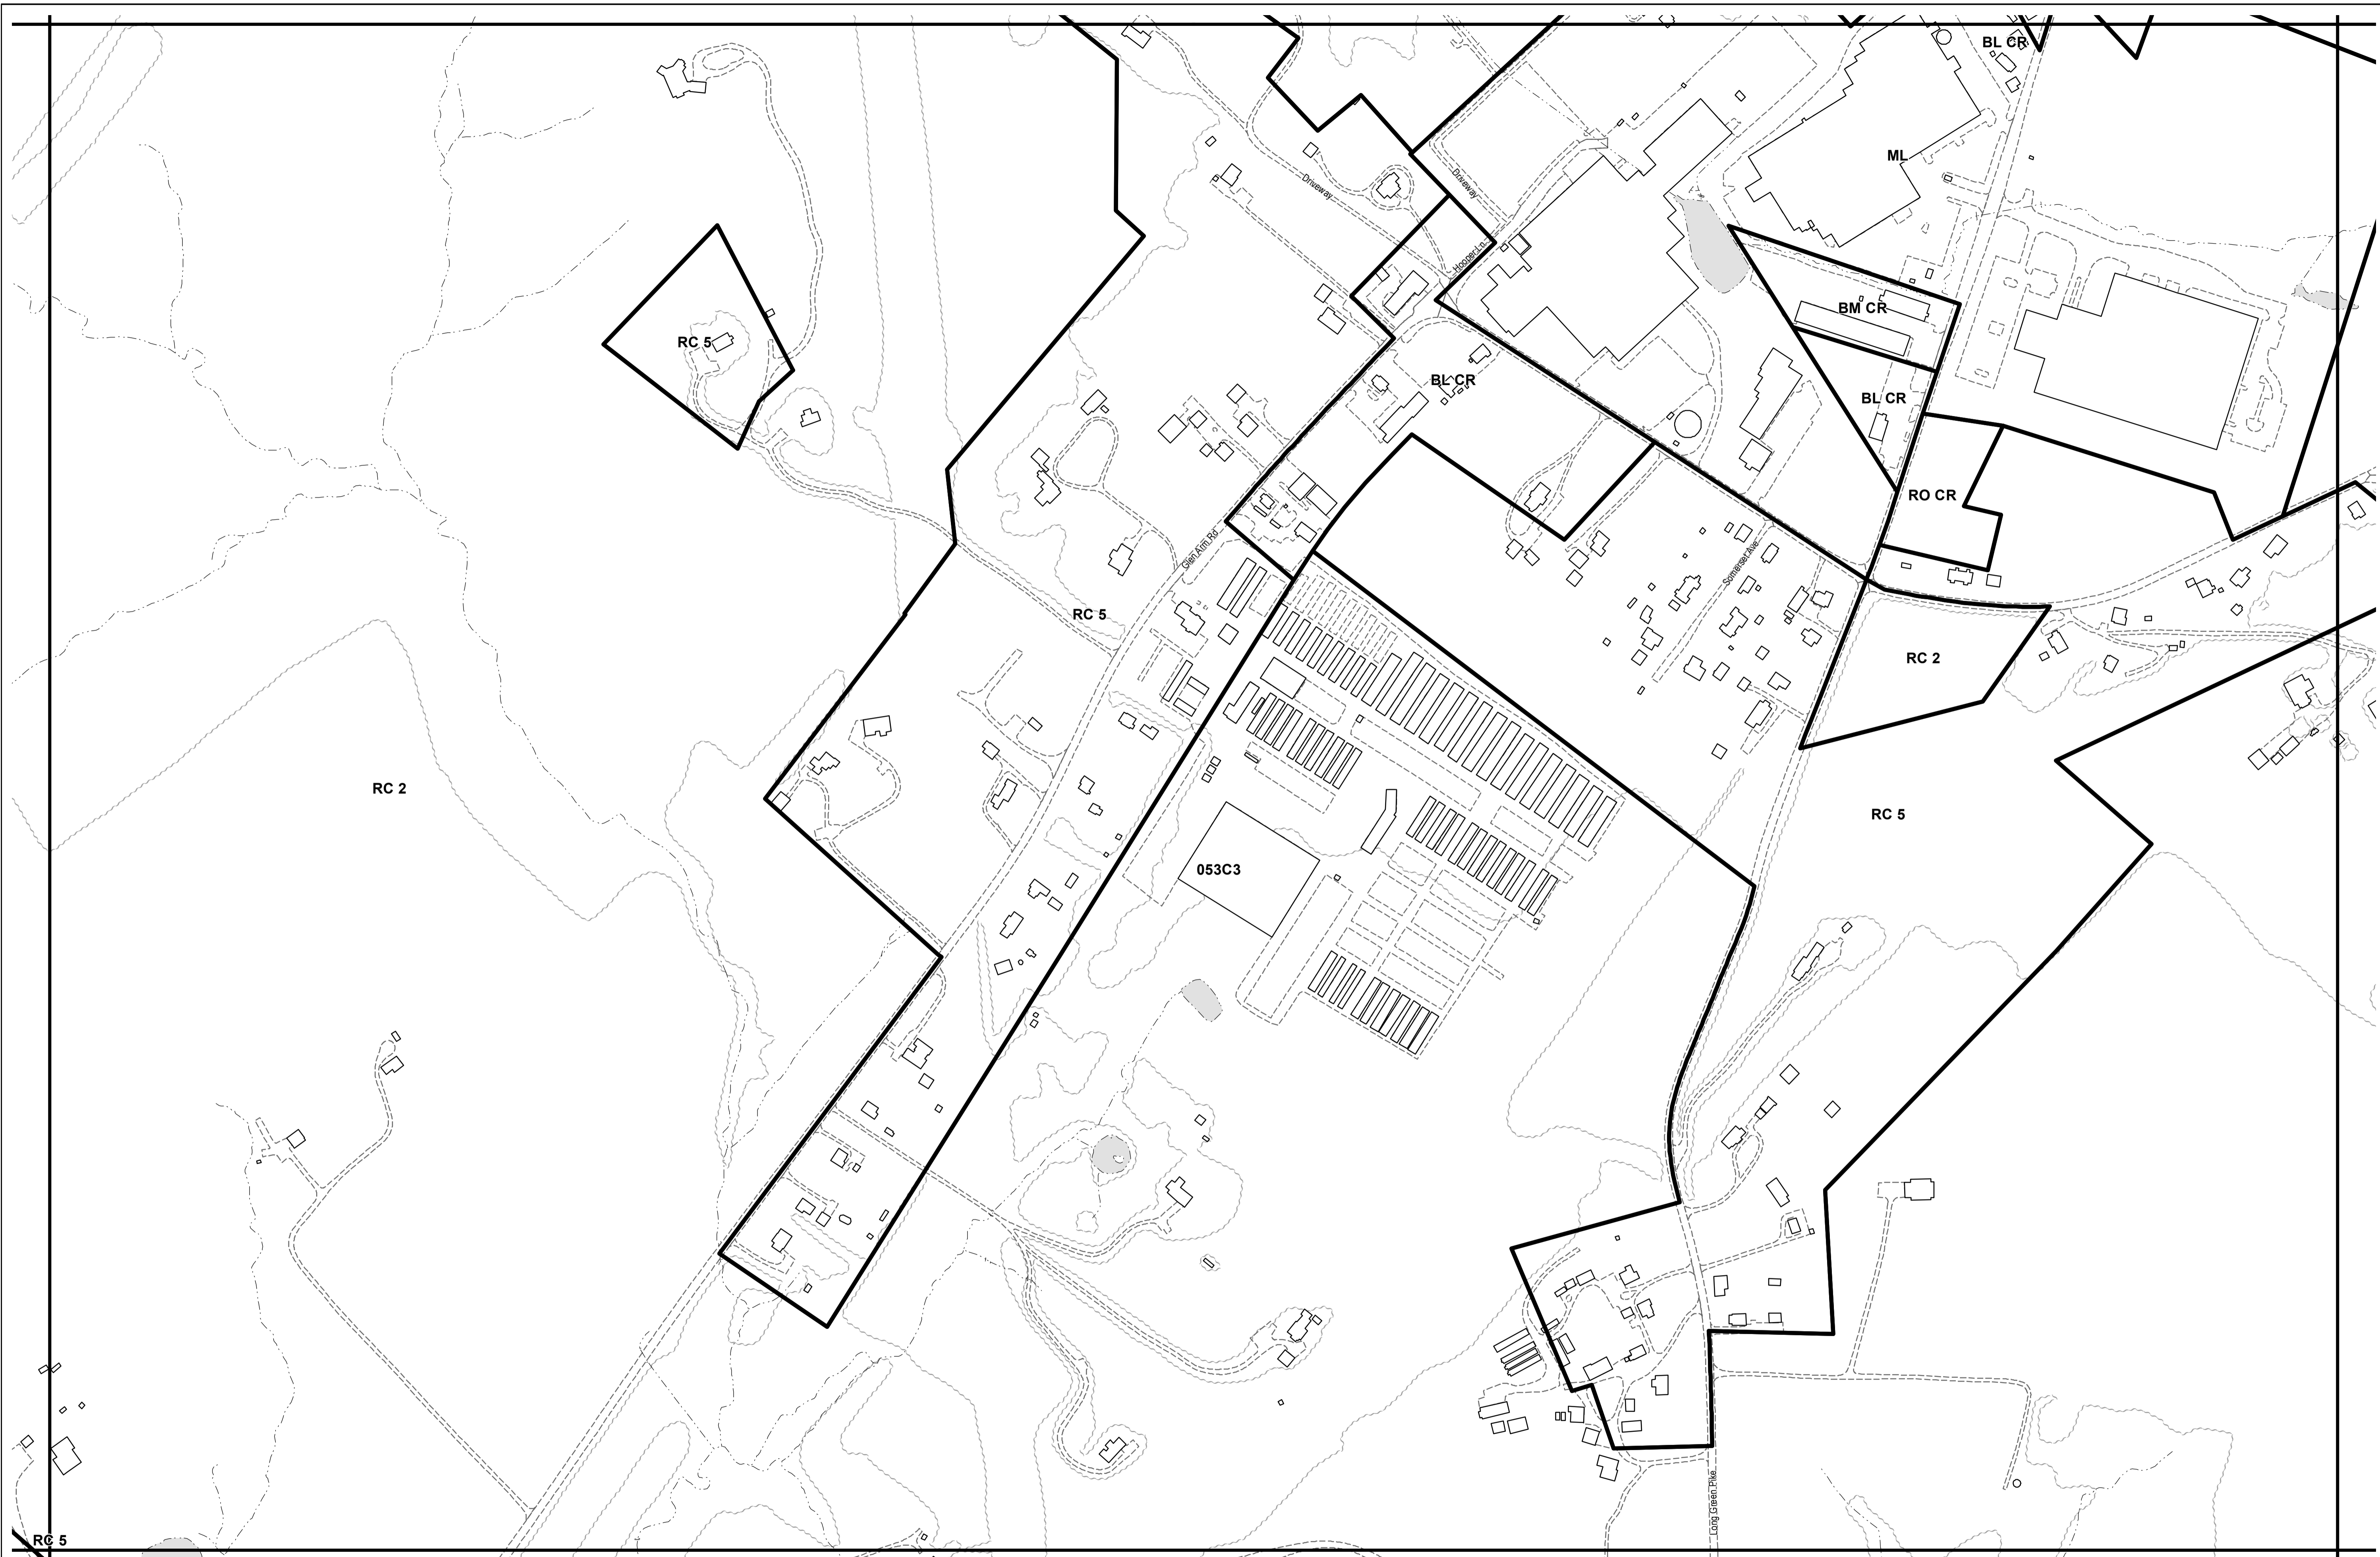 BL CR
ML
Driveway
Driveway
Hooper Ln
BM CR
RC 5
BL CR
BL CR
RO CR
Glen Arm Rd
Somerset Ave
RC 5
RC 2
RC 2
RC 5
053C3
Long Green Pike
RC 5